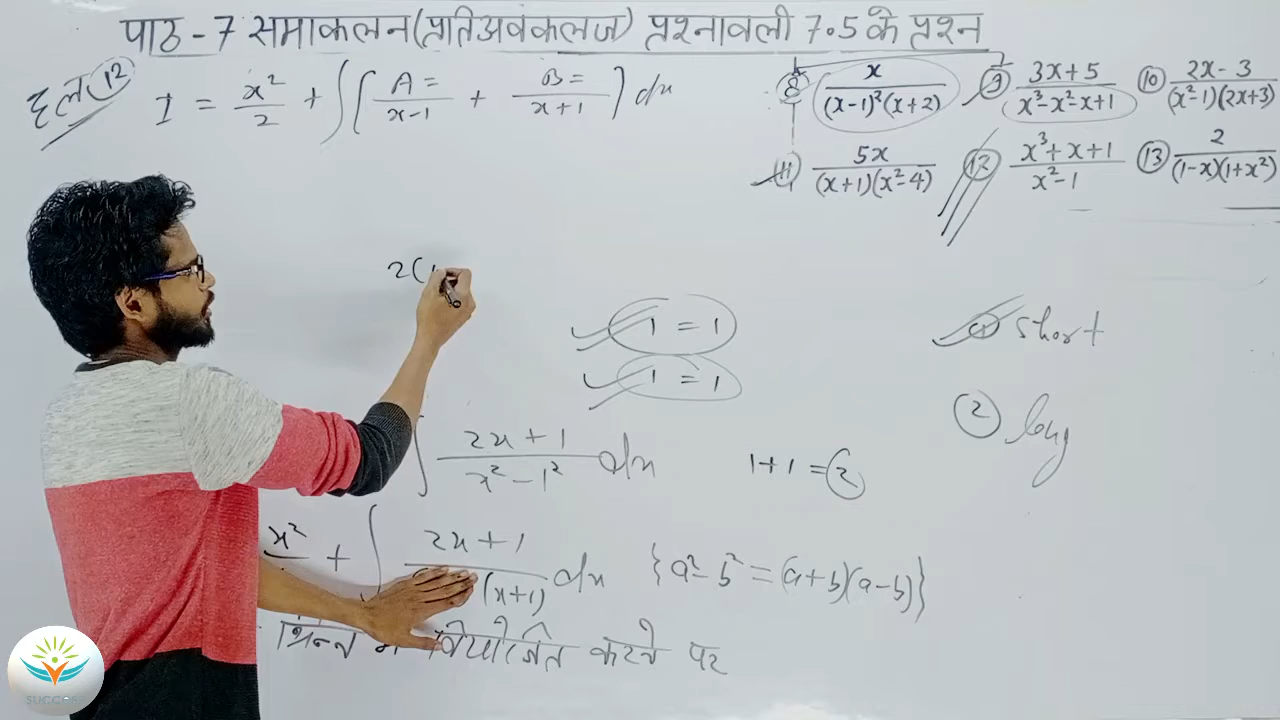 पाठ - 7 समाकलन (प्रतिअवकलज) प्रश्नावली 7.5 के प्रश्न
हल 12
I = x²/2 + ∫[A=/x-1 + B=/x+1] dx
8 x/(x-1)²(x+2) 9 3x+5/x³-x²-x+1 10 2x-3/(x²-1)(2x+3)
11 5x/(x+1)(x²-4) 12 x³+x+1/x²-1 13 2/(1-x)(1+x²)
2(1
1 = 1
1 = 1
short
2 long
∫ 2x+1/x²-1² dx 1+1 = 2
x²/ + ∫ 2x+1/(x+1) dx {a²-b² = (a+b)(a-b)}
भिन्न में वियोजित करने पर
SUCCESS